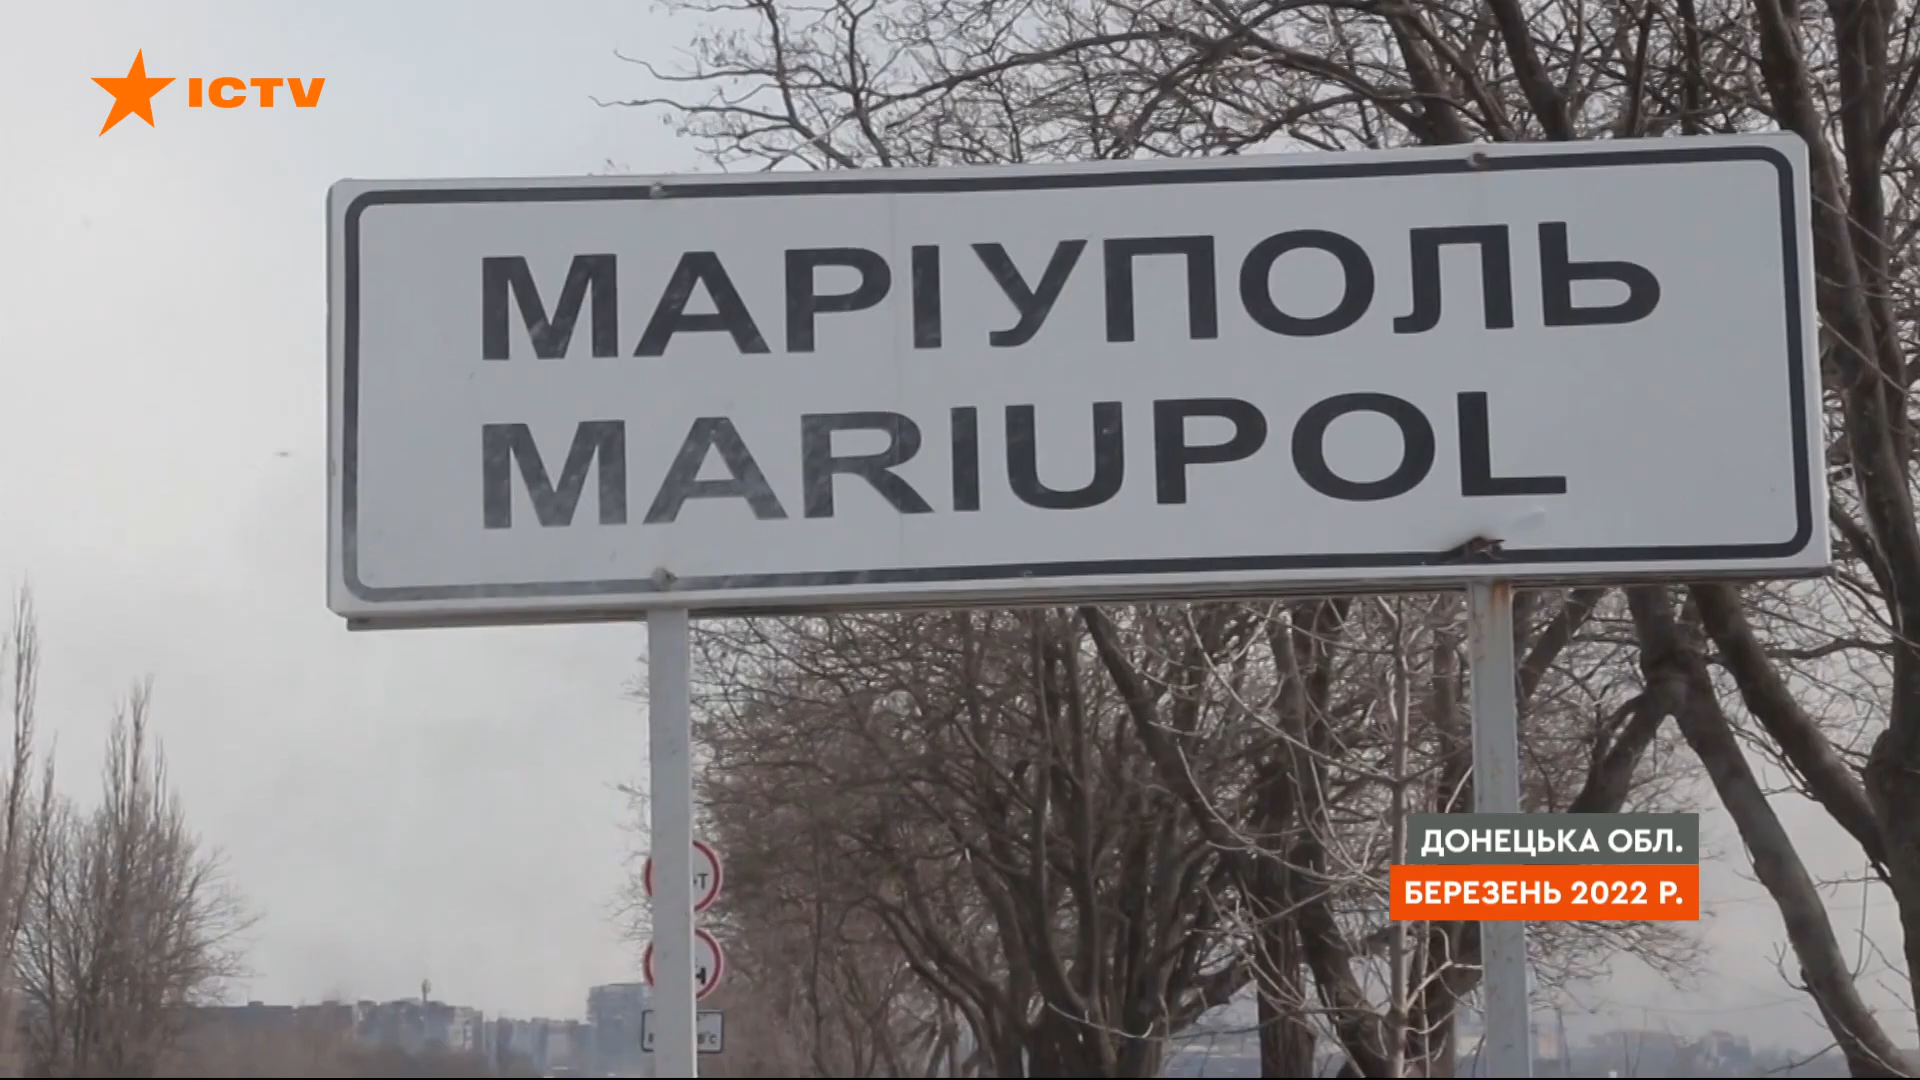 ICTV
МАРІУПОЛЬ
MARIUPOL
ДОНЕЦЬКА ОБЛ.
БЕРЕЗЕНЬ 2022 Р.